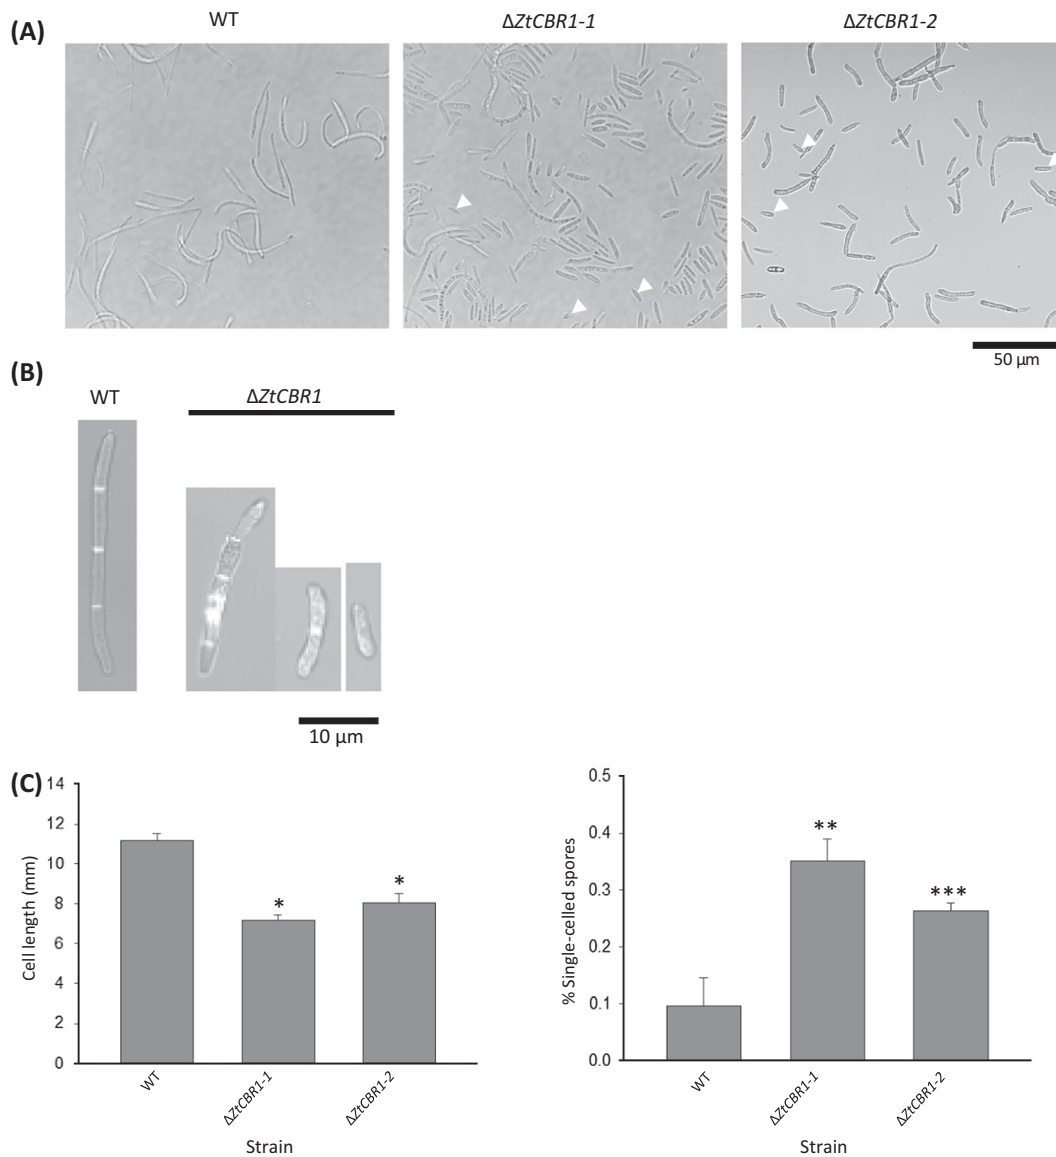 (A)
WT
ΔZtCBR1-1
ΔZtCBR1-2
50 μm
(B)
WT
ΔZtCBR1
10 μm
(C)
14
12
10
8
6
4
2
0
Cell length (mm)
*
*
WT
ΔZtCBR1-1
ΔZtCBR1-2
Strain
0.5
0.4
0.3
0.2
0.1
0.0
% Single-celled spores
**
***
WT
ΔZtCBR1-1
ΔZtCBR1-2
Strain